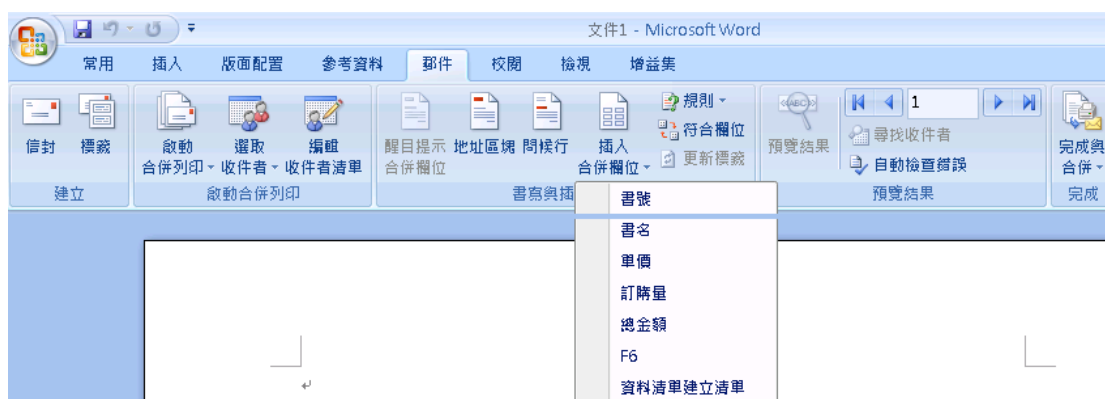 文件1 - Microsoft Word
常用 插入 版面配置 參考資料 郵件 校閱 檢視 增益集
信封 標籤
啟動合併列印 選取收件者 編輯收件者清單
醒目提示合併欄位 地址區塊 問候行 插入合併欄位
規則
符合欄位
更新標籤
預覽結果
1
尋找收件者
自動檢查錯誤
完成與合併
建立 啟動合併列印 書寫與插 預覽結果 完成
書號
書名
單價
訂購量
總金額
F6
資料清單建立清單